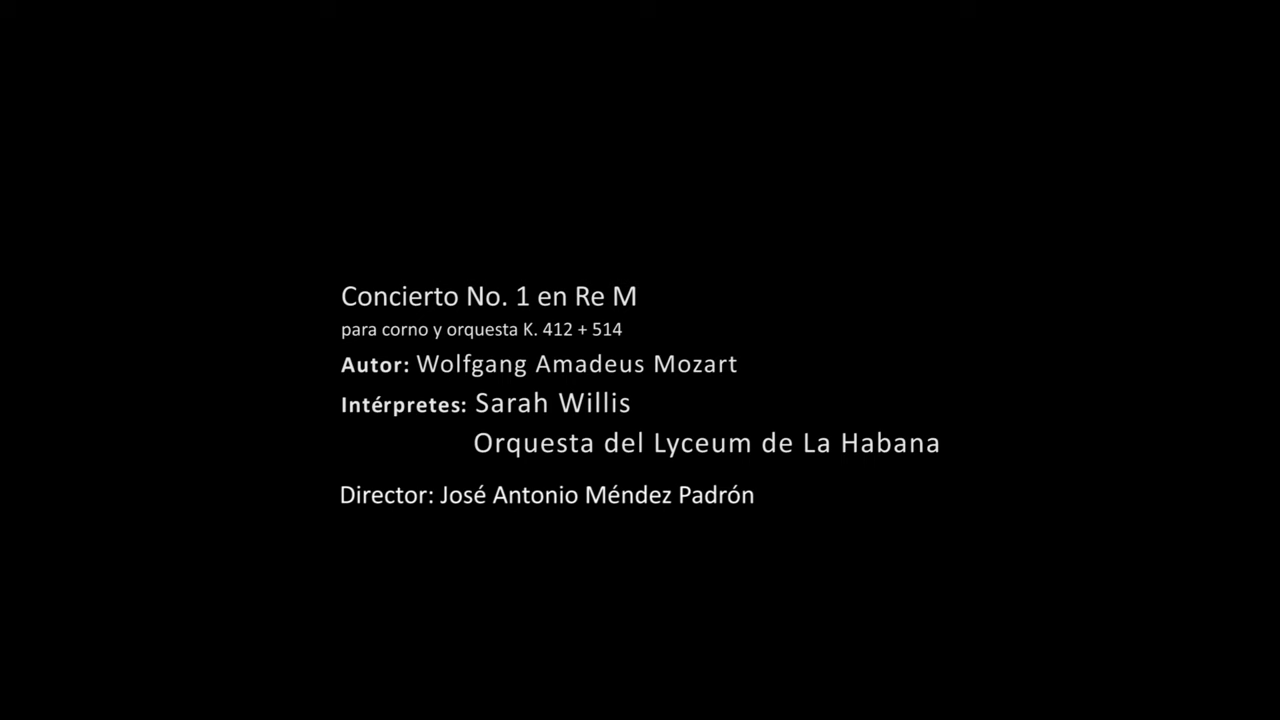 Concierto No. 1 en Re M
para corno y orquesta K. 412 + 514
Autor: Wolfgang Amadeus Mozart
Intérpretes: Sarah Willis
Orquesta del Lyceum de La Habana
Director: José Antonio Méndez Padrón